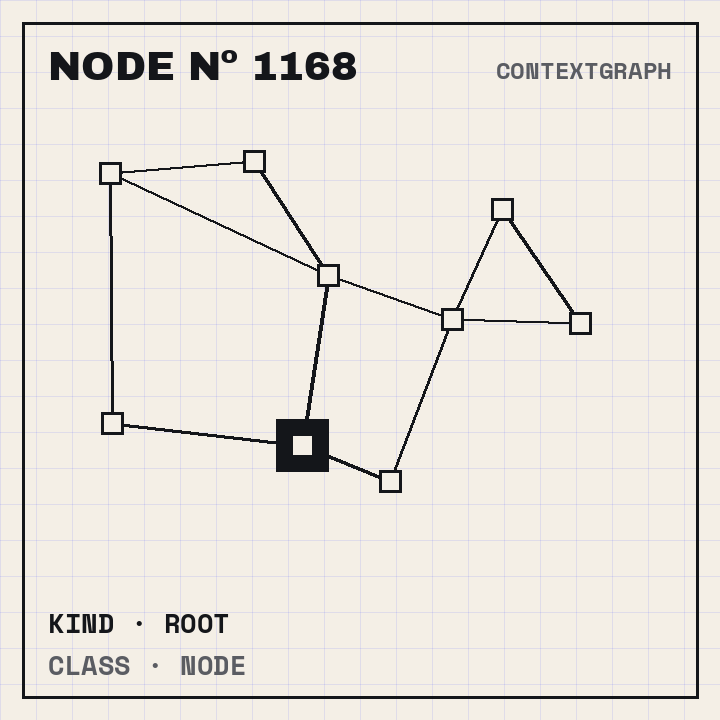 NODE Nº 1168
CONTEXTGRAPH
KIND · ROOT
CLASS · NODE